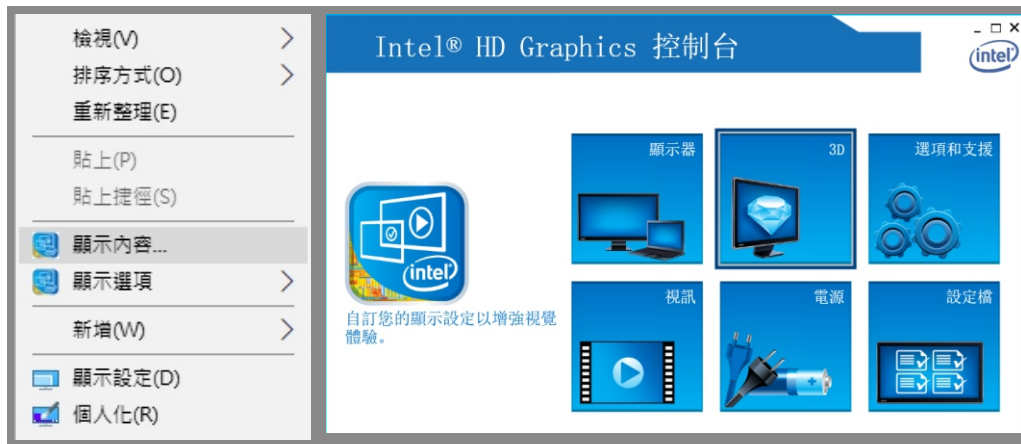 檢視(V)
排序方式(O)
重新整理(E)
貼上(P)
貼上捷徑(S)
顯示內容...
顯示選項
新增(W)
顯示設定(D)
個人化(R)
Intel® HD Graphics 控制台
intel
顯示器
3D
選項和支援
intel
自訂您的顯示設定以增強視覺
體驗。
視訊
電源
設定檔